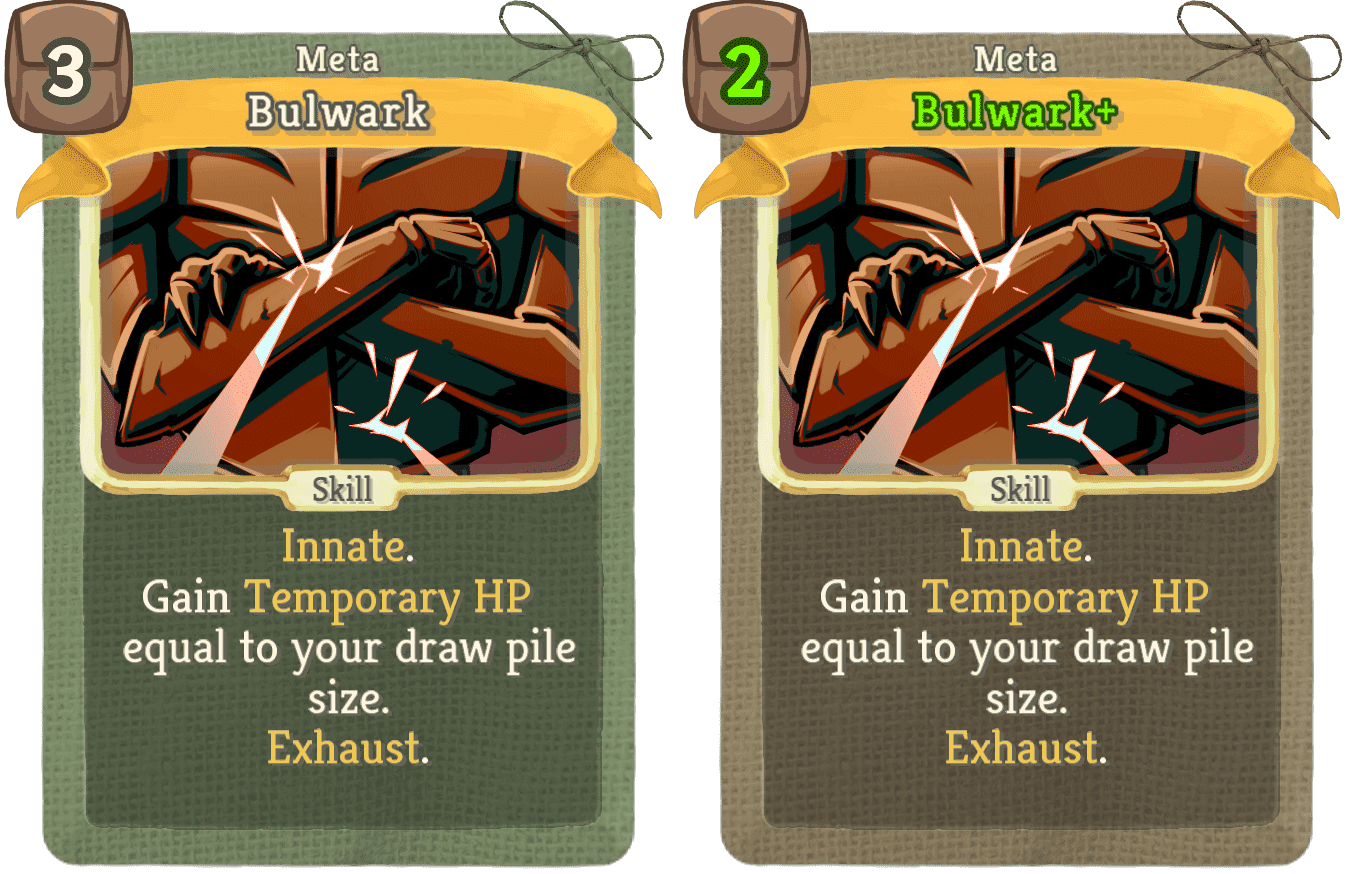 3
Meta
Bulwark
Skill
Innate.
Gain Temporary HP
equal to your draw pile
size.
Exhaust.
2
Meta
Bulwark+
Skill
Innate.
Gain Temporary HP
equal to your draw pile
size.
Exhaust.